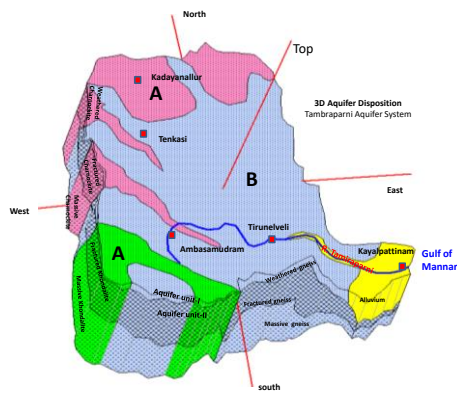 North
Top
Kadayanallur
A
3D Aquifer Disposition
Tambraparni Aquifer System
Weathered
Charnockite
Tenkasi
Fractured
Charnockite
B
East
West
Massive
Charnockite
Tirunelveli
Kayalpattinam
Ambasamudram
R. Tambraparni
Gulf of
Mannar
A
Fractured Khondalite
Massive Khondalite
Weathered gneiss
Aquifer unit-I
Aquifer unit-II
Fractured gneiss
Massive gneiss
Alluvium
south